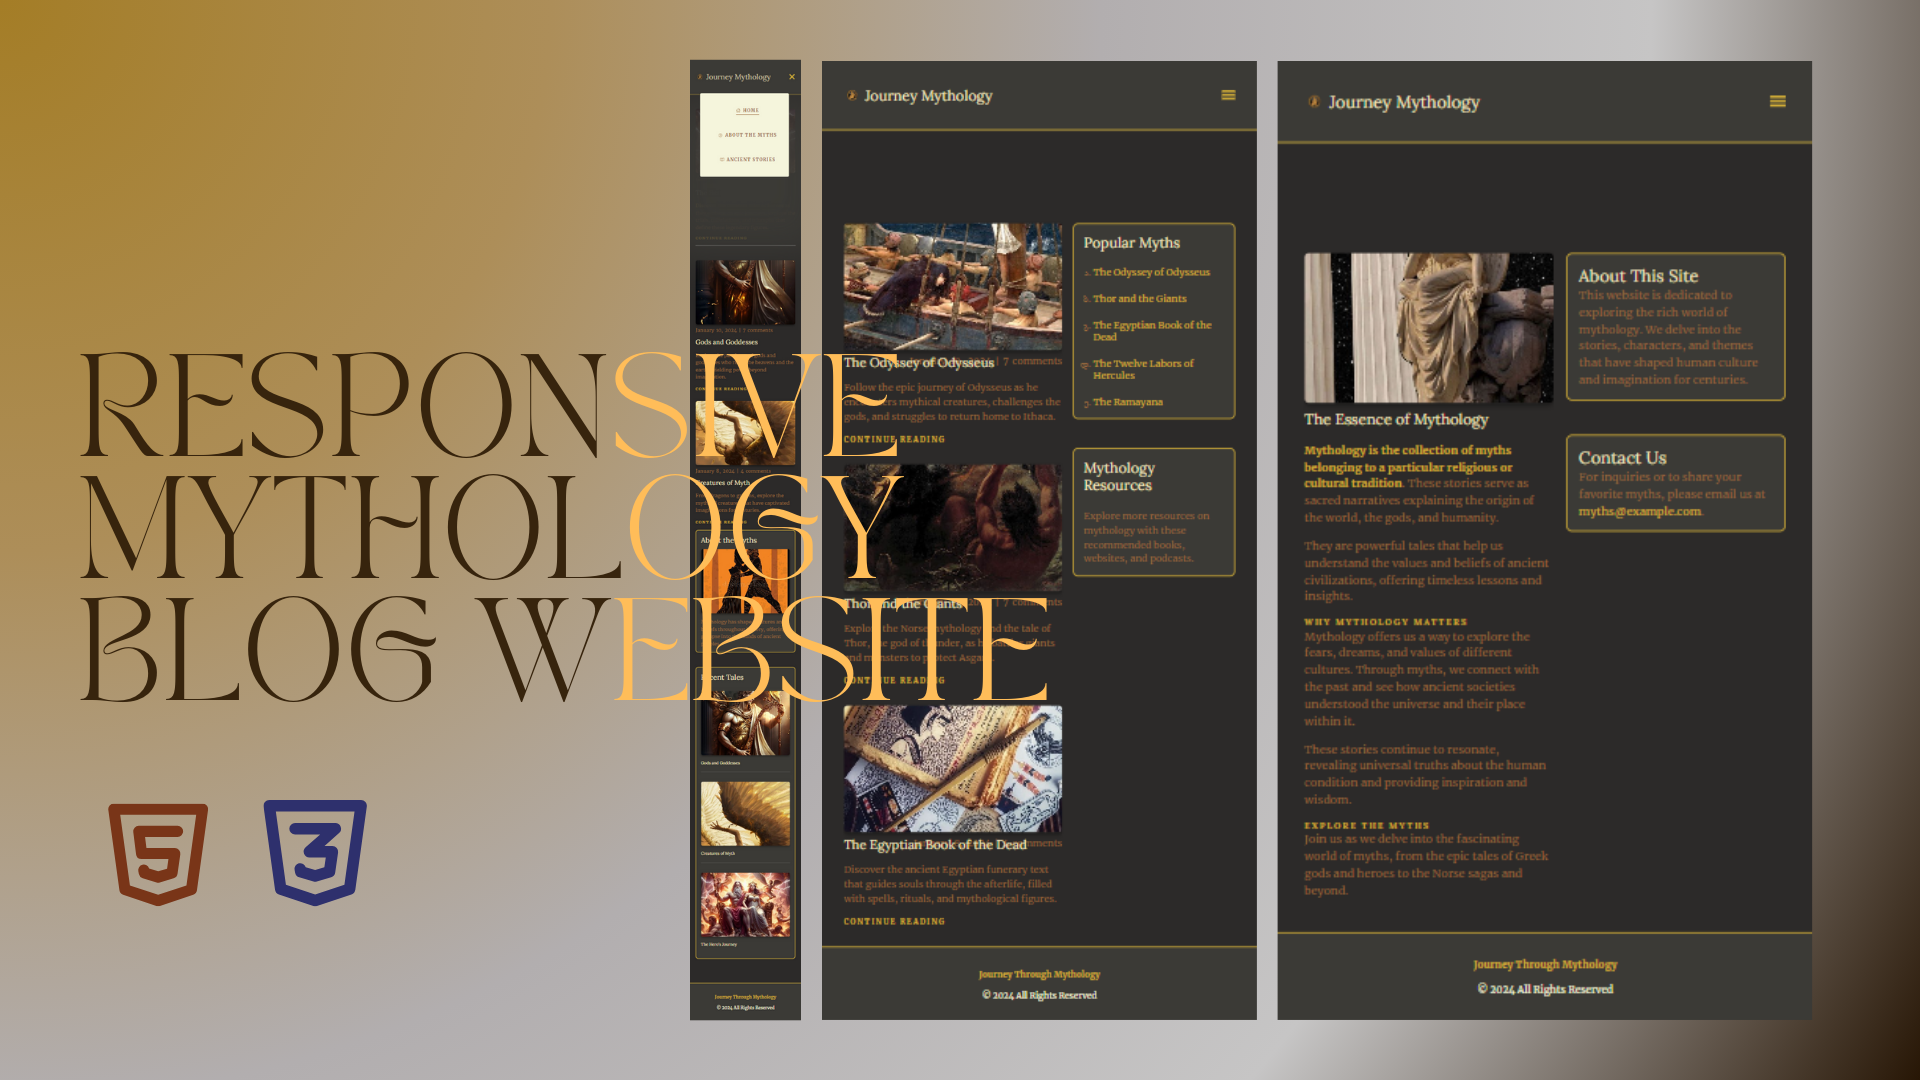 RESPONSIVE
MYTHOLOGY
BLOG WEBSITE
5
3
Journey Mythology
HOME
ABOUT THE MYTHS
ANCIENT STORIES
CONTINUE READING
January 10, 2024 | 7 comments
Gods and Goddesses
CONTINUE READING
January 8, 2024 | 4 comments
Creatures of Myth
CONTINUE READING
About the Myths
Recent Tales
Gods and Goddesses
Creatures of Myth
The Hero's Journey
Journey Through Mythology
© 2024 All Rights Reserved
Journey Mythology
The Odyssey of Odysseus | 7 comments
Follow the epic journey of Odysseus as he
encounters mythical creatures, challenges the
gods, and struggles to return home to Ithaca.
CONTINUE READING
Thor and the Giants | 7 comments
Explore the Norse mythology and the tale of
Thor, the god of thunder, as he giants
and monsters to protect Asgard.
CONTINUE READING
The Egyptian Book of the Dead comments
Discover the ancient Egyptian funerary text
that guides souls through the afterlife, filled
with spells, rituals, and mythological figures.
CONTINUE READING
Popular Myths
The Odyssey of Odysseus
Thor and the Giants
The Egyptian Book of the
Dead
The Twelve Labors of
Hercules
The Ramayana
Mythology
Resources
Explore more resources on
mythology with these
recommended books,
websites, and podcasts.
Journey Through Mythology
© 2024 All Rights Reserved
Journey Mythology
The Essence of Mythology
Mythology is the collection of myths
belonging to a particular religious or
cultural tradition. These stories serve as
sacred narratives explaining the origin of
the world, the gods, and humanity.
They are powerful tales that help us
understand the values and beliefs of ancient
civilizations, offering timeless lessons and
insights.
WHY MYTHOLOGY MATTERS
Mythology offers us a way to explore the
fears, dreams, and values of different
cultures. Through myths, we connect with
the past and see how ancient societies
understood the universe and their place
within it.
These stories continue to resonate,
revealing universal truths about the human
condition and providing inspiration and
wisdom.
EXPLORE THE MYTHS
Join us as we delve into the fascinating
world of myths, from the epic tales of Greek
gods and heroes to the Norse sagas and
beyond.
About This Site
This website is dedicated to
exploring the rich world of
mythology. We delve into the
stories, characters, and themes
that have shaped human culture
and imagination for centuries.
Contact Us
For inquiries or to share your
favorite myths, please email us at
myths@example.com.
Journey Through Mythology
© 2024 All Rights Reserved